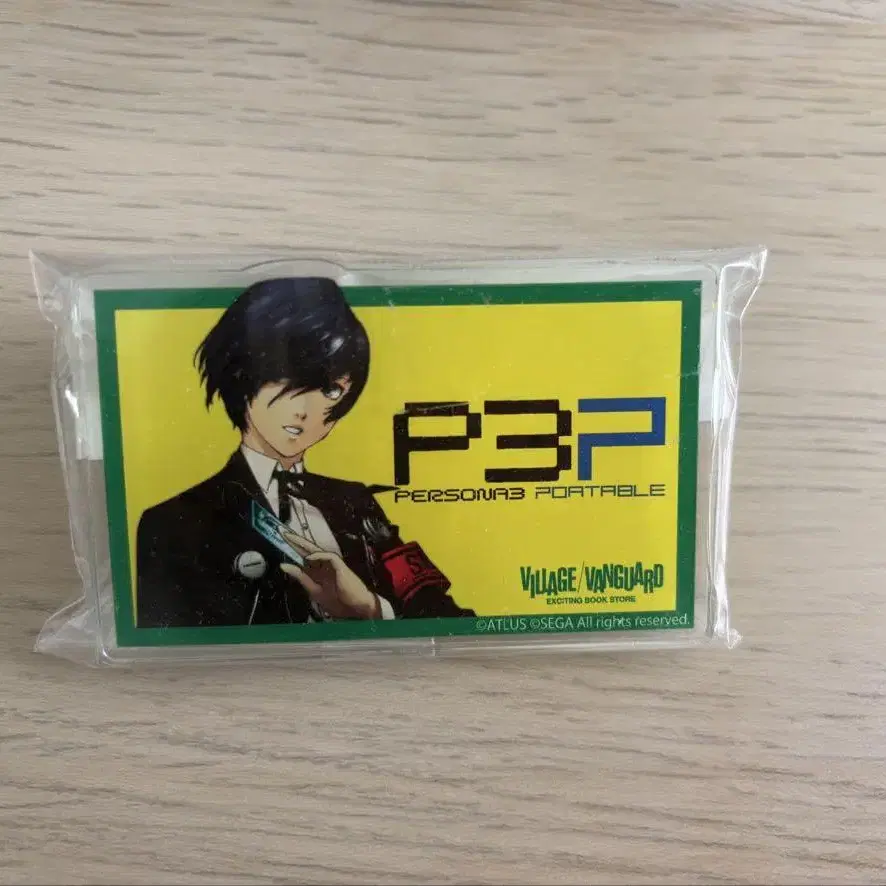 P3P
PERSONA3 PORTABLE
VILLAGE/VANGUARD
EXCITING BOOK STORE
©ATLUS ©SEGA All rights reserved.